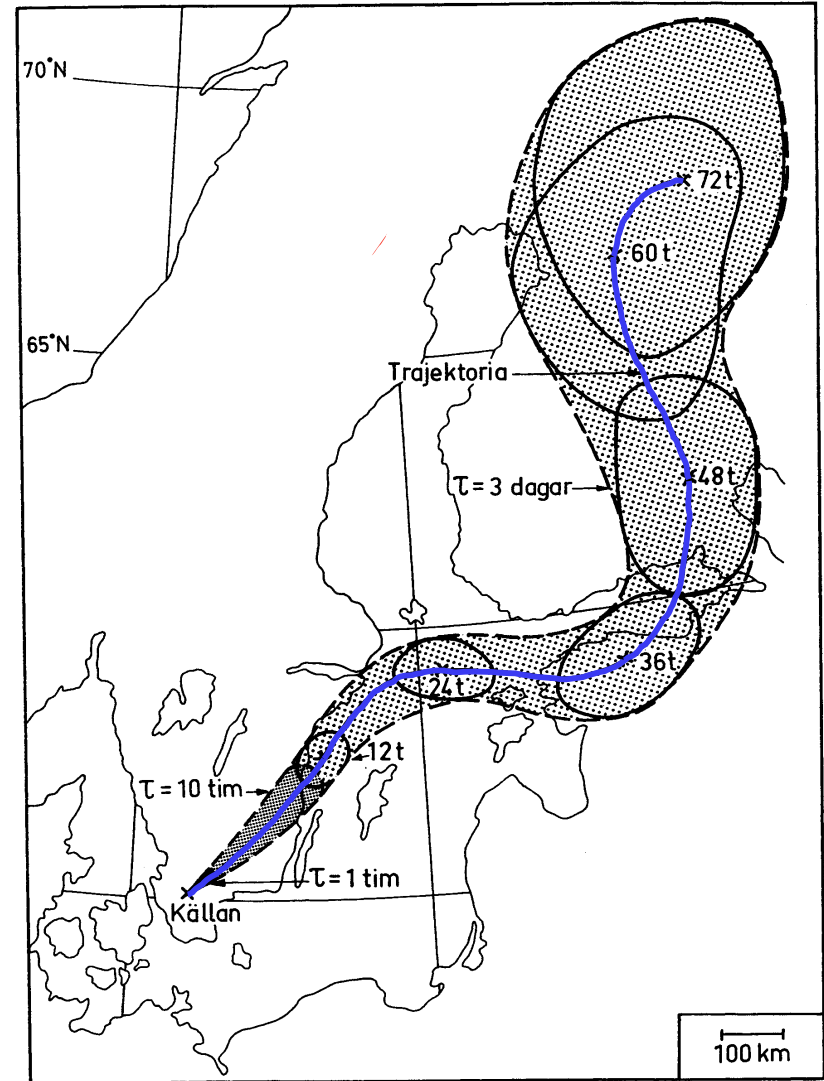 70°N
72t
60t
65°N
Trajektoria
48t
τ= 3 dagar
36t
24t
12t
τ= 10 tim
τ= 1 tim
Källan
100 km